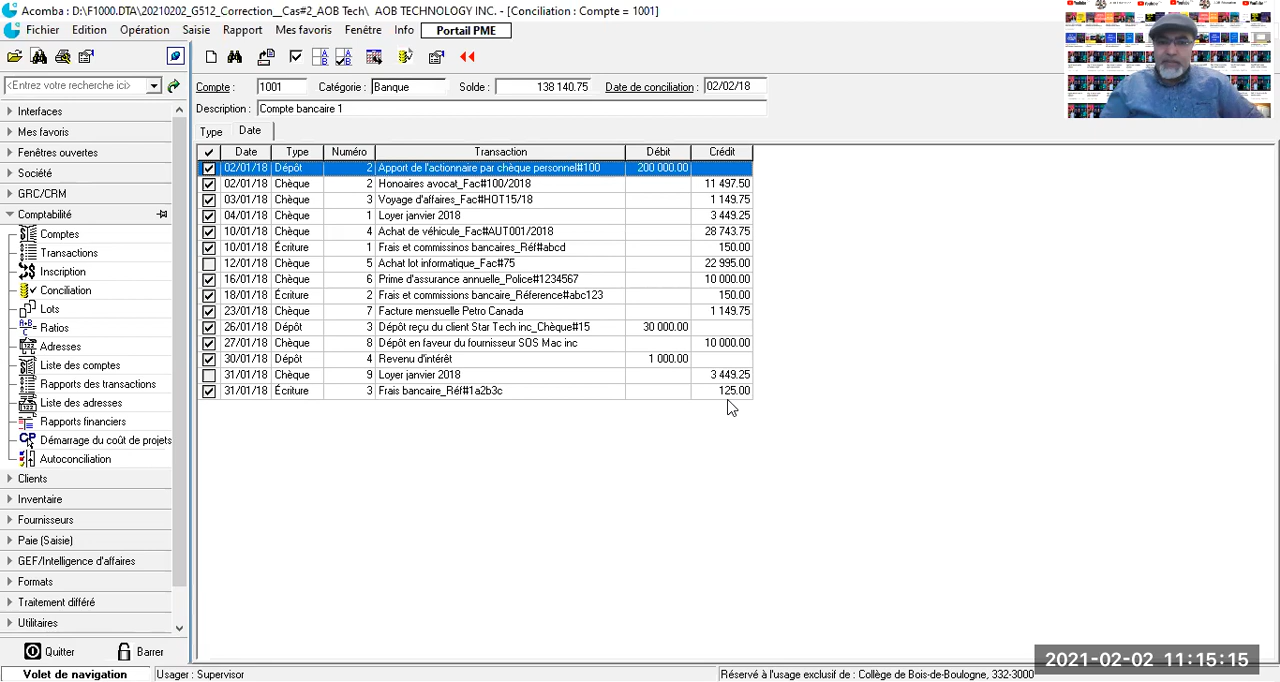 Acomba : D:\F1000.DTA\20210202_G512_Correction__Cas#2_AOB Tech\ AOB TECHNOLOGY INC. - [Conciliation : Compte = 1001]
Fichier Edition Opération Saisie Rapport Mes favoris Portail PME
<Entrez votre recherche ici>
Compte 1001 Catégorie : Solde : 31.75 Date de conciliation : 02/02/18
Description : Compte bancaire 1
Type Date
Date Type Numéro Transaction Débit Crédit
02/01/18 Dépôt 2 Apport de l'actionnaire par chèque personnel#100 200 000.00
02/01/18 Chèque 2 Honoaires avocat_Fac#100/2018 11 497.50
03/01/18 Chèque 3 Voyage d'affaires_Fac#HOT15/18 1 149.75
04/01/18 Chèque 1 Loyer janvier 2018 3 449.25
10/01/18 Chèque 4 Achat de véhicule_Fac#AUT001/2018 28 743.75
10/01/18 Écriture 1 Frais et commissinos bancaires_Réf#abcd 150.00
12/01/18 Chèque 5 Achat lot informatique_Fac#75 22 995.00
16/01/18 Chèque 6 Prime d'assurance annuelle_Police#1234567 10 000.00
18/01/18 Écriture 2 Frais et commissions bancaire_Réference#abc123 150.00
23/01/18 Chèque 7 Facture mensuelle Petro Canada 1 149.75
26/01/18 Dépôt 3 Dépôt reçu du client Star Tech inc_Chèque#15 30 000.00
27/01/18 Chèque 8 Dépôt en faveur du fournisseur SOS Mac inc 10 000.00
30/01/18 Dépôt 4 Revenu d'intérêt 1 000.00
31/01/18 Chèque 9 Loyer janvier 2018 3 449.25
31/01/18 Écriture 3 Frais bancaire_Réf#1a2b3c 125.00
Interfaces
Mes favoris
Fenêtres ouvertes
Société
GRC/CRM
Comptabilité
Comptes
Transactions
Inscription
Conciliation
Lots
Ratios
Adresses
Liste des comptes
Rapports des transactions
Liste des adresses
Rapports financiers
Démarrage du coût de projets
Autoconciliation
Clients
Inventaire
Fournisseurs
Paie (Saisie)
GEF/Intelligence d'affaires
Formats
Traitement différé
Utilitaires
Quitter Barrer
Volet de navigation Usager : Supervisor Réservé à l'usage exclusif de : Collège de Bois-de-Boulogne, 332-3000
2021-02-02 11:15:15